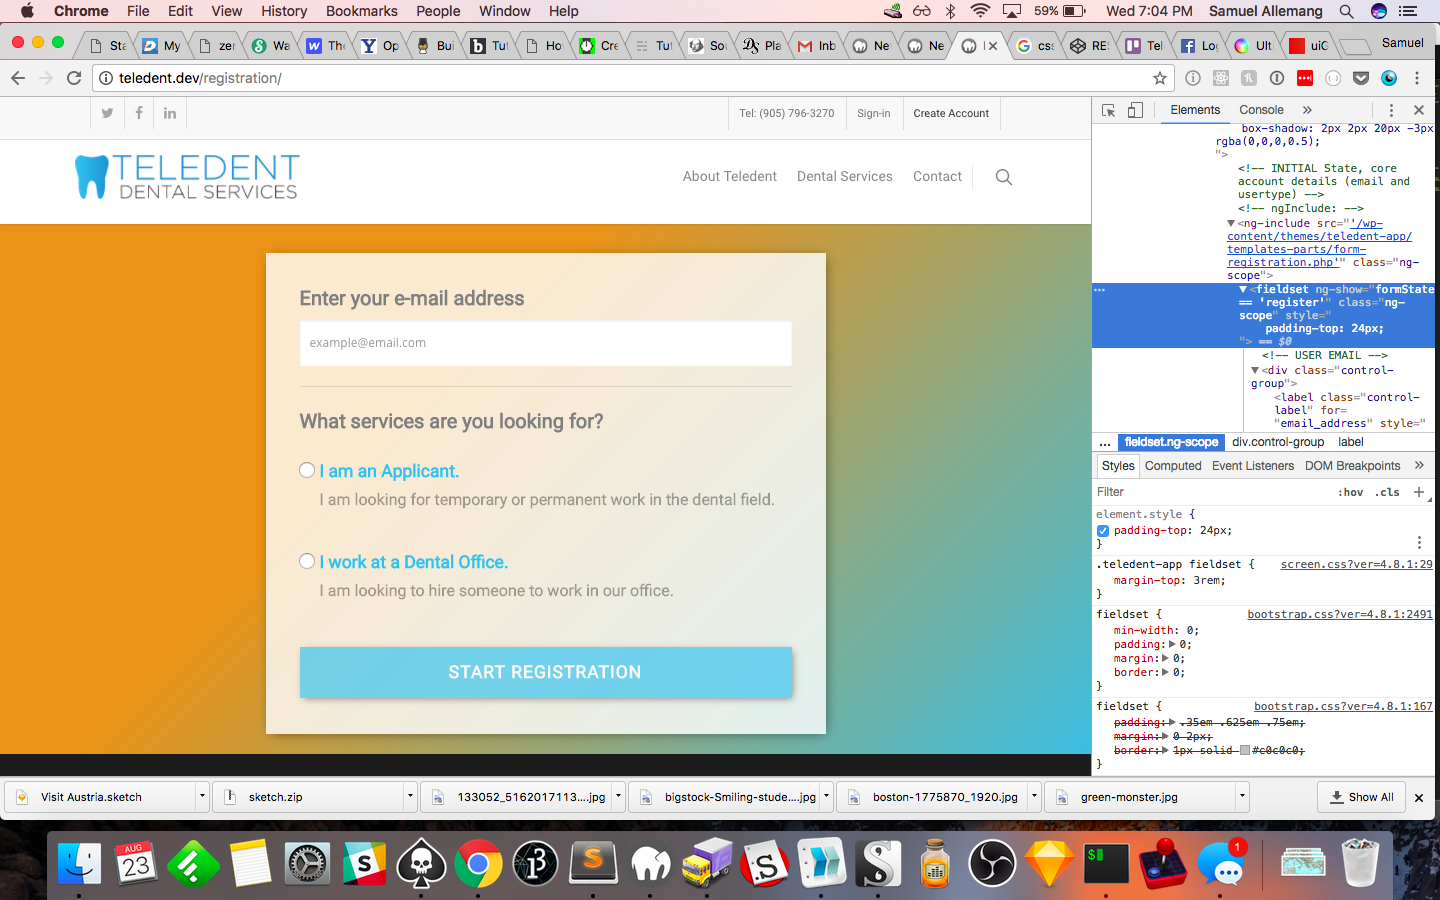 Chrome File Edit View History Bookmarks People Window Help 59% Wed 7:04 PM Samuel Allemang
Sta My zer Wa The Op Bui Tut Ho Cre Tut So Pla Inb Ne Ne css RES Tel Log Ult uiG Samuel
teledent.dev/registration/
Tel: (905) 796-3270 Sign-in Create Account
TELEDENT
DENTAL SERVICES
About Teledent Dental Services Contact
Enter your e-mail address
example@email.com
What services are you looking for?
I am an Applicant.
I am looking for temporary or permanent work in the dental field.
I work at a Dental Office.
I am looking to hire someone to work in our office.
START REGISTRATION
Elements Console »
box-shadow: 2px 2px 20px -3px
rgba(0,0,0,0.5);
">
<!-- INITIAL State, core
account details (email and
usertype) -->
<!-- ngInclude: -->
▼<ng-include src="'/wp-
content/themes/teledent-app/
templates-parts/form-
registration.php'" class="ng-
scope">
▼<fieldset ng-show="formState
== 'register'" class="ng-
scope" style="
padding-top: 24px;
"> == $0
<!-- USER EMAIL -->
▼<div class="control-
group">
<label class="control-
label" for=
"email_address" style="
... fieldset.ng-scope div.control-group label
Styles Computed Event Listeners DOM Breakpoints »
Filter :hov .cls +
element.style {
padding-top: 24px;
}
.teledent-app fieldset { screen.css?ver=4.8.1:29
margin-top: 3rem;
}
fieldset { bootstrap.css?ver=4.8.1:2491
min-width: 0;
padding:▶0;
margin:▶0;
border:▶0;
}
fieldset { bootstrap.css?ver=4.8.1:167
padding:▶.35em .625em .75em;
margin:▶0 2px;
border:▶1px solid #c0c0c0;
}
Visit Austria.sketch sketch.zip 133052_5162017113....jpg bigstock-Smiling-stude....jpg boston-1775870_1920.jpg green-monster.jpg Show All
AUG
23
1